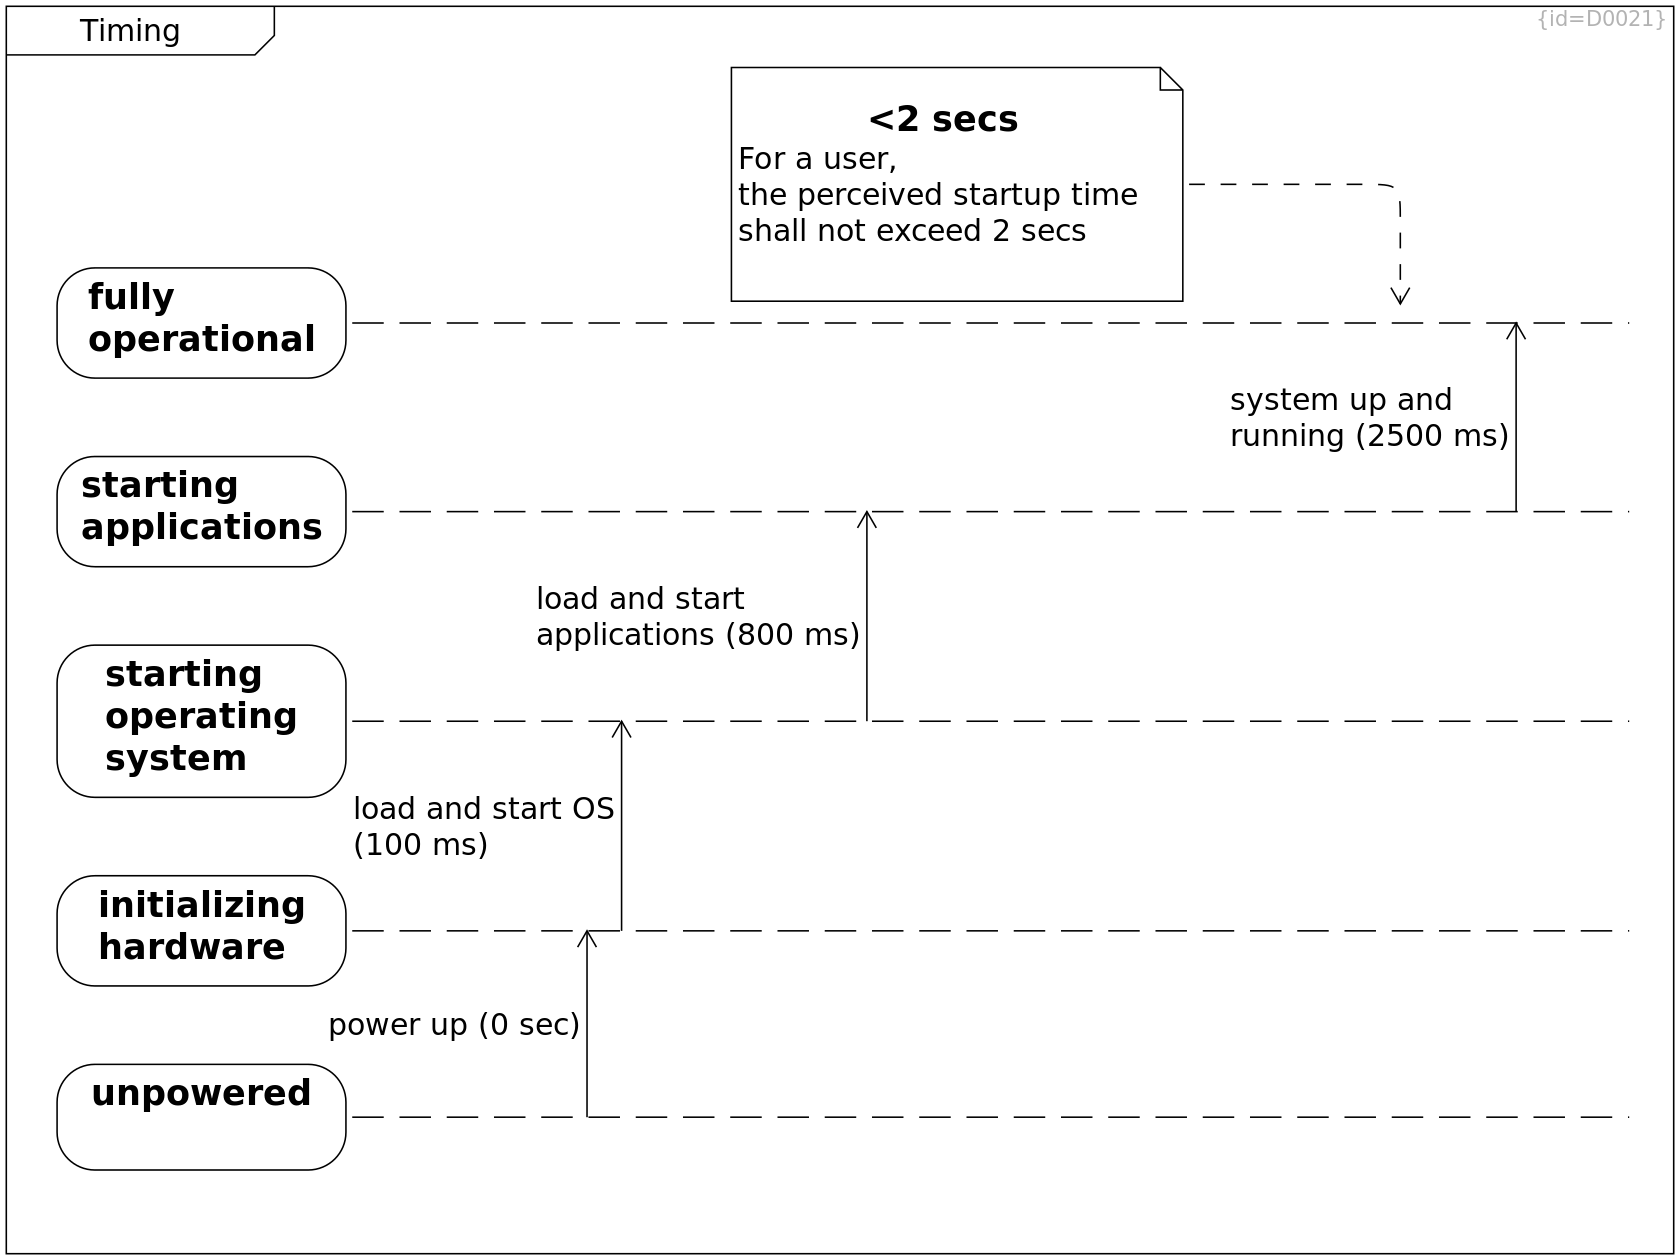 Timing
{id=D0021}
<2 secs
For a user,
the perceived startup time
shall not exceed 2 secs
fully
operational
system up and
running (2500 ms)
starting
applications
load and start
applications (800 ms)
starting
operating
system
load and start OS
(100 ms)
initializing
hardware
power up (0 sec)
unpowered